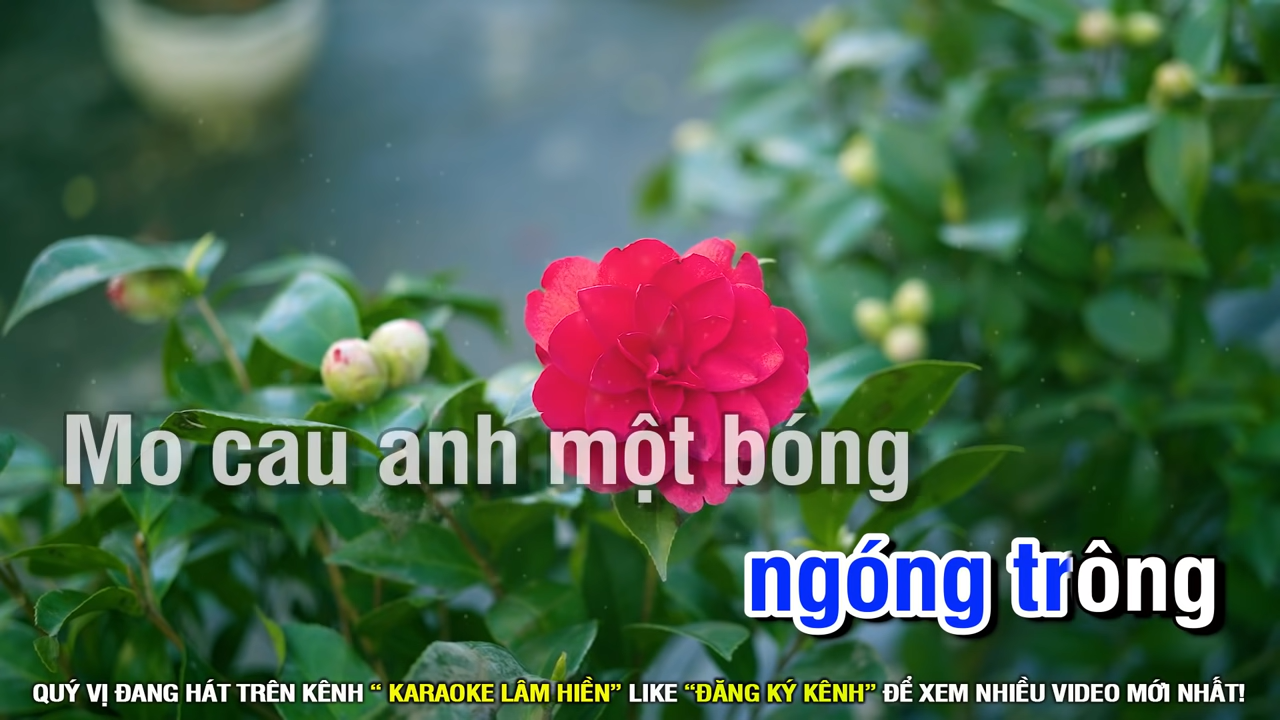 Mo cau anh một bóng
ngóng trông
QUÝ VỊ ĐANG HÁT TRÊN KÊNH “ KARAOKE LÂM HIỀN” LIKE “ĐĂNG KÝ KÊNH” ĐỂ XEM NHIỀU VIDEO MỚI NHẤT!